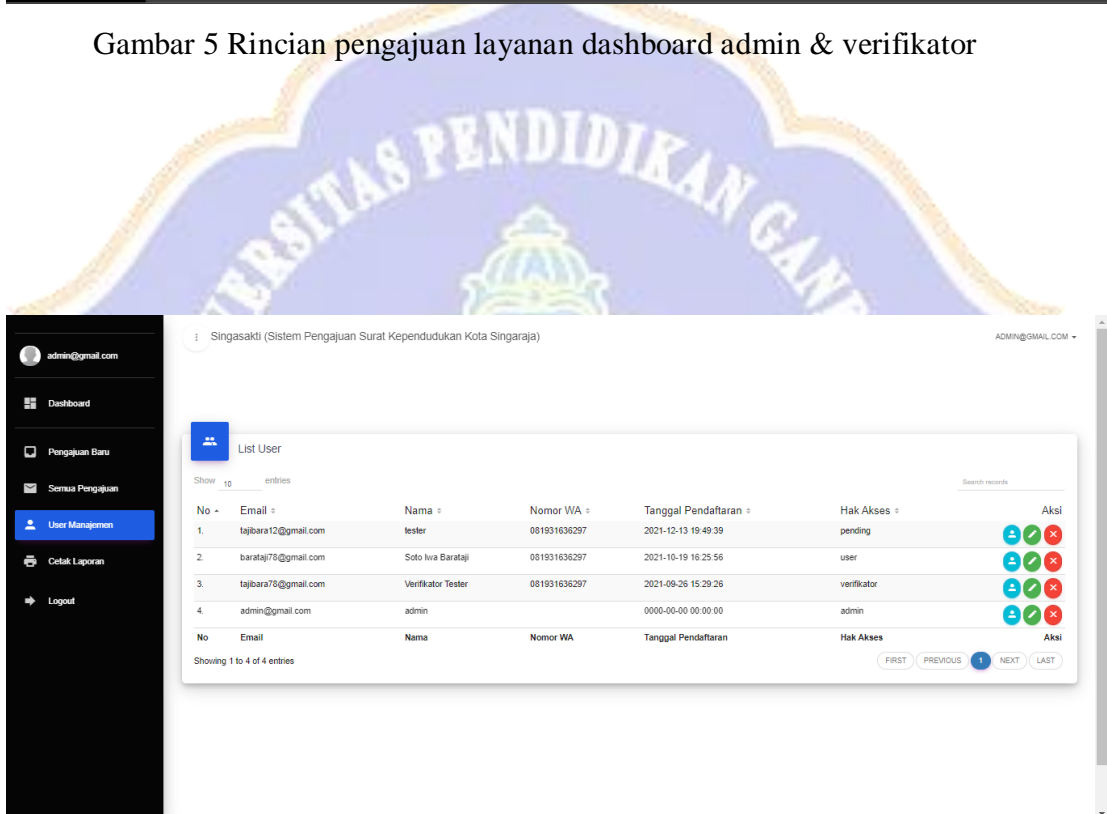 Gambar 5 Rincian pengajuan layanan dashboard admin & verifikator
UNIVERSITAS PENDIDIKAN GANE
admin@gmail.com
Dashboard
Pengajuan Baru
Semua Pengajuan
User Manajemen
Cetak Laporan
Logout
Singasakti (Sistem Pengajuan Surat Kependudukan Kota Singaraja)
ADMIN@GMAIL.COM
List User
Show 10 entries
Search records
No Email Nama Nomor WA Tanggal Pendaftaran Hak Akses Aksi
1. tajibara12@gmail.com tester 081931636297 2021-12-13 19:49:39 pending
2. barataji78@gmail.com Soto Iwa Barataji 081931636297 2021-10-19 16:25:56 user
3. tajibara78@gmail.com Verifikator Tester 081931636297 2021-09-26 15:29:26 verifikator
4. admin@gmail.com admin 0000-00-00 00:00:00 admin
No Email Nama Nomor WA Tanggal Pendaftaran Hak Akses Aksi
Showing 1 to 4 of 4 entries
FIRST PREVIOUS 1 NEXT LAST